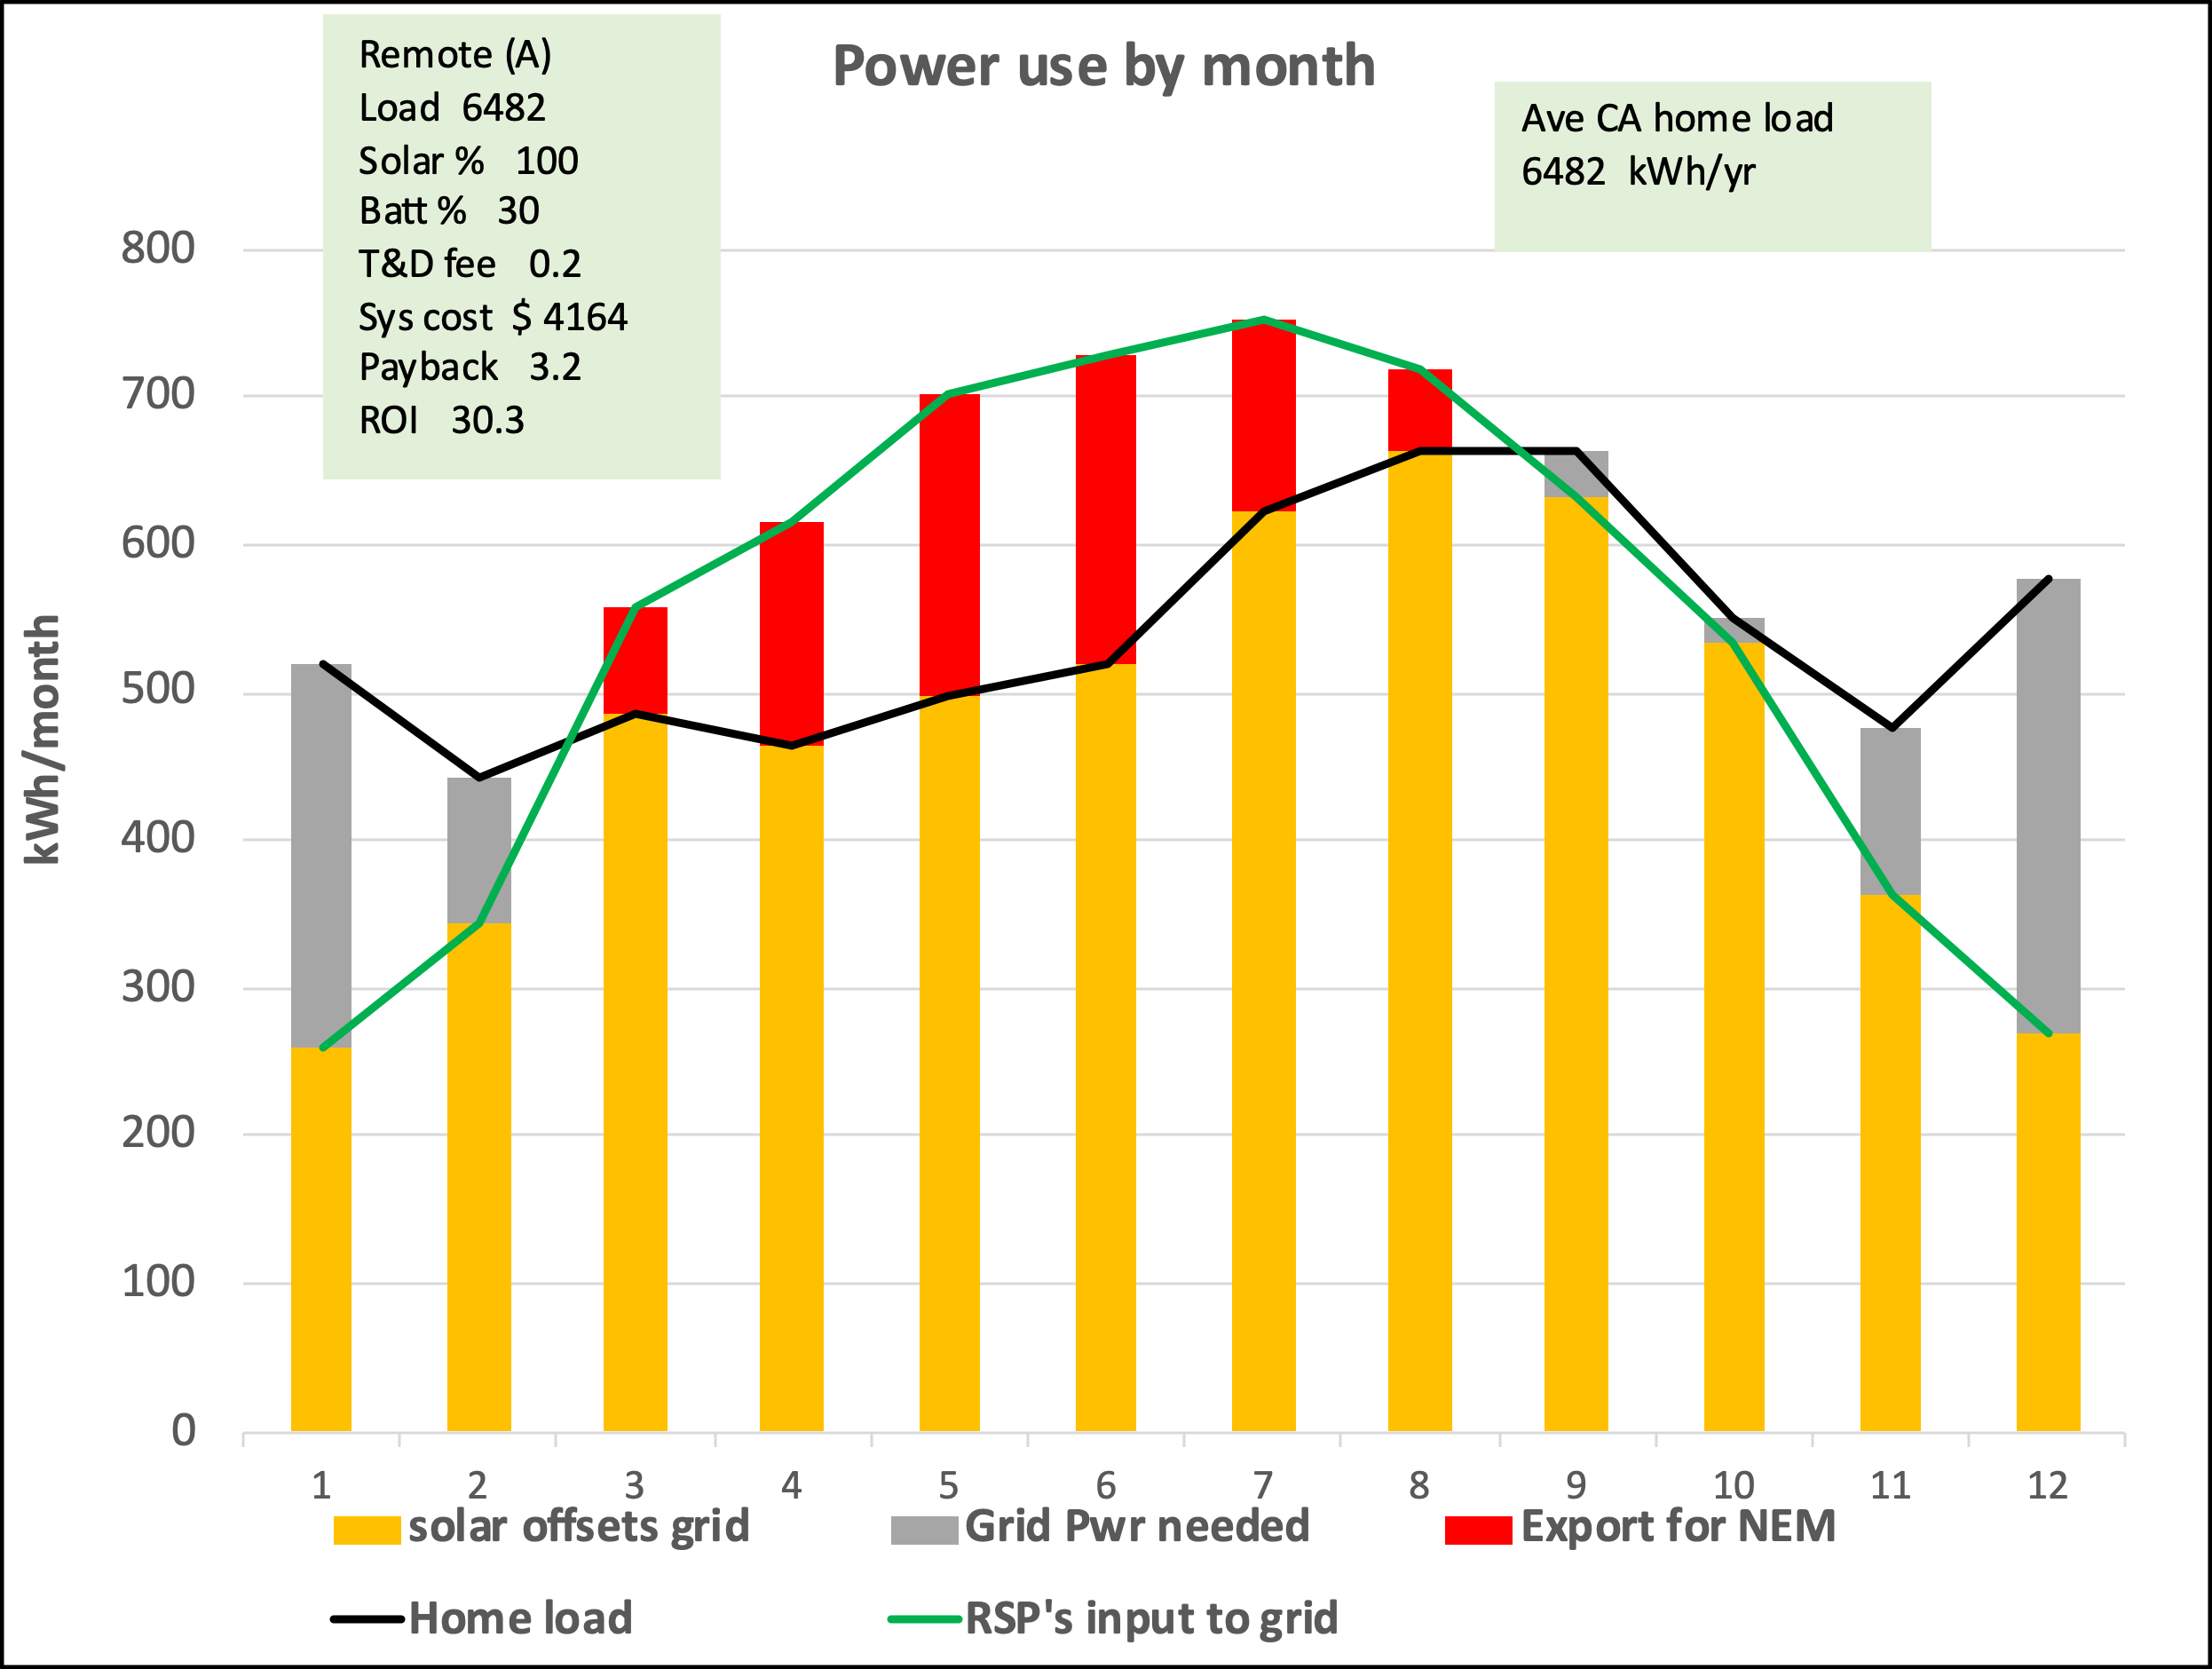 Power use by month
Remote (A)
Load 6482
Solar % 100
Batt % 30
T&D fee 0.2
Sys cost $ 4164
Payback 3.2
ROI 30.3
Ave CA home load
6482 kWh/yr
kWh/month
800
700
600
500
400
300
200
100
0
1 2 3 4 5 6 7 8 9 10 11 12
solar offsets grid Grid Pwr needed Export for NEM
Home load RSP's input to grid